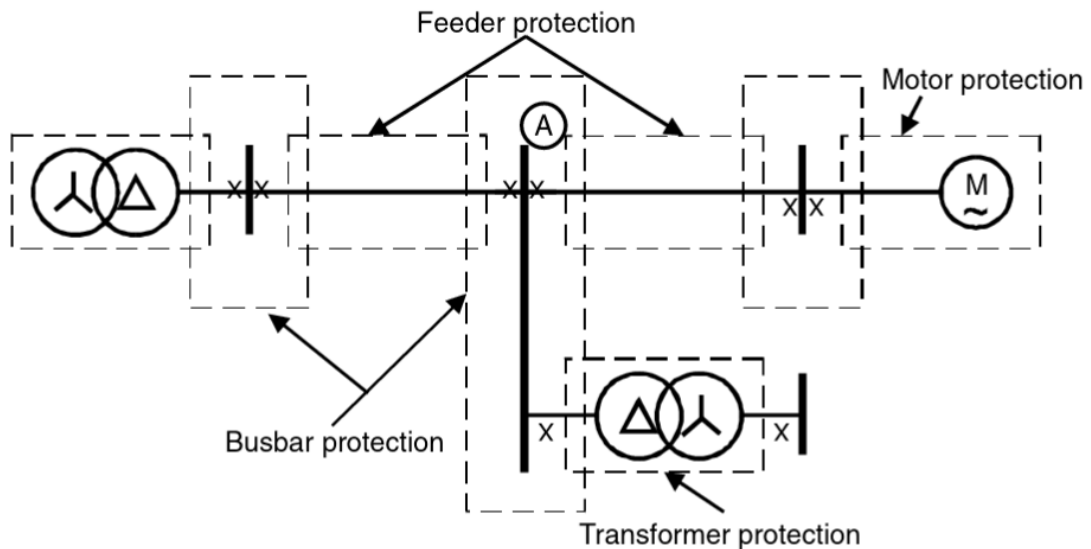 Feeder protection
Motor protection
A
M
~
X X
X X
X X
Busbar protection
X
X
Transformer protection